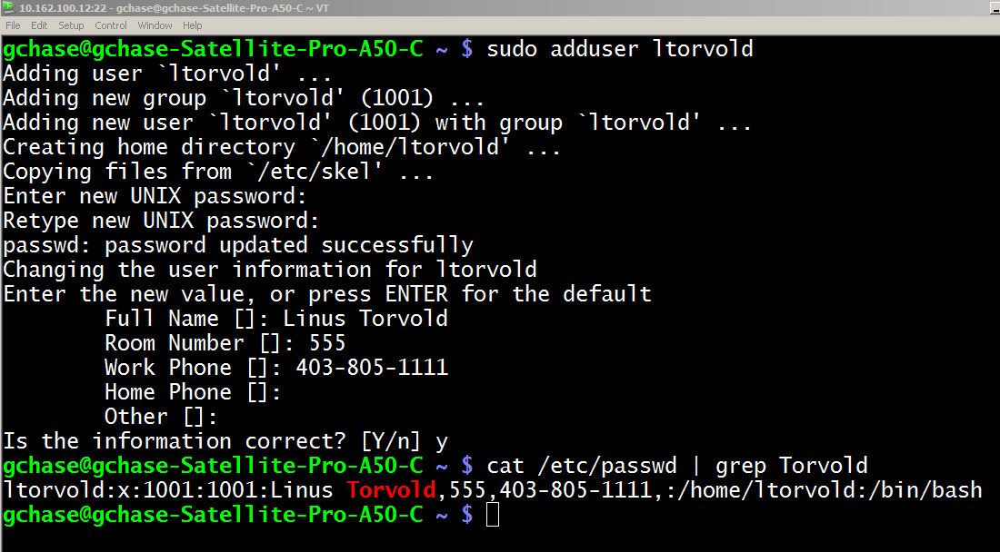 10.162.100.12:22 - gchase@gchase-Satellite-Pro-A50-C ~ VT
File Edit Setup Control Window Help
gchase@gchase-Satellite-Pro-A50-C ~ $ sudo adduser ltorvold
Adding user `ltorvold' ...
Adding new group `ltorvold' (1001) ...
Adding new user `ltorvold' (1001) with group `ltorvold' ...
Creating home directory `/home/ltorvold' ...
Copying files from `/etc/skel' ...
Enter new UNIX password:
Retype new UNIX password:
passwd: password updated successfully
Changing the user information for ltorvold
Enter the new value, or press ENTER for the default
Full Name []: Linus Torvold
Room Number []: 555
Work Phone []: 403-805-1111
Home Phone []:
Other []:
Is the information correct? [Y/n] y
gchase@gchase-Satellite-Pro-A50-C ~ $ cat /etc/passwd | grep Torvold
ltorvold:x:1001:1001:Linus Torvold,555,403-805-1111,:/home/ltorvold:/bin/bash
gchase@gchase-Satellite-Pro-A50-C ~ $